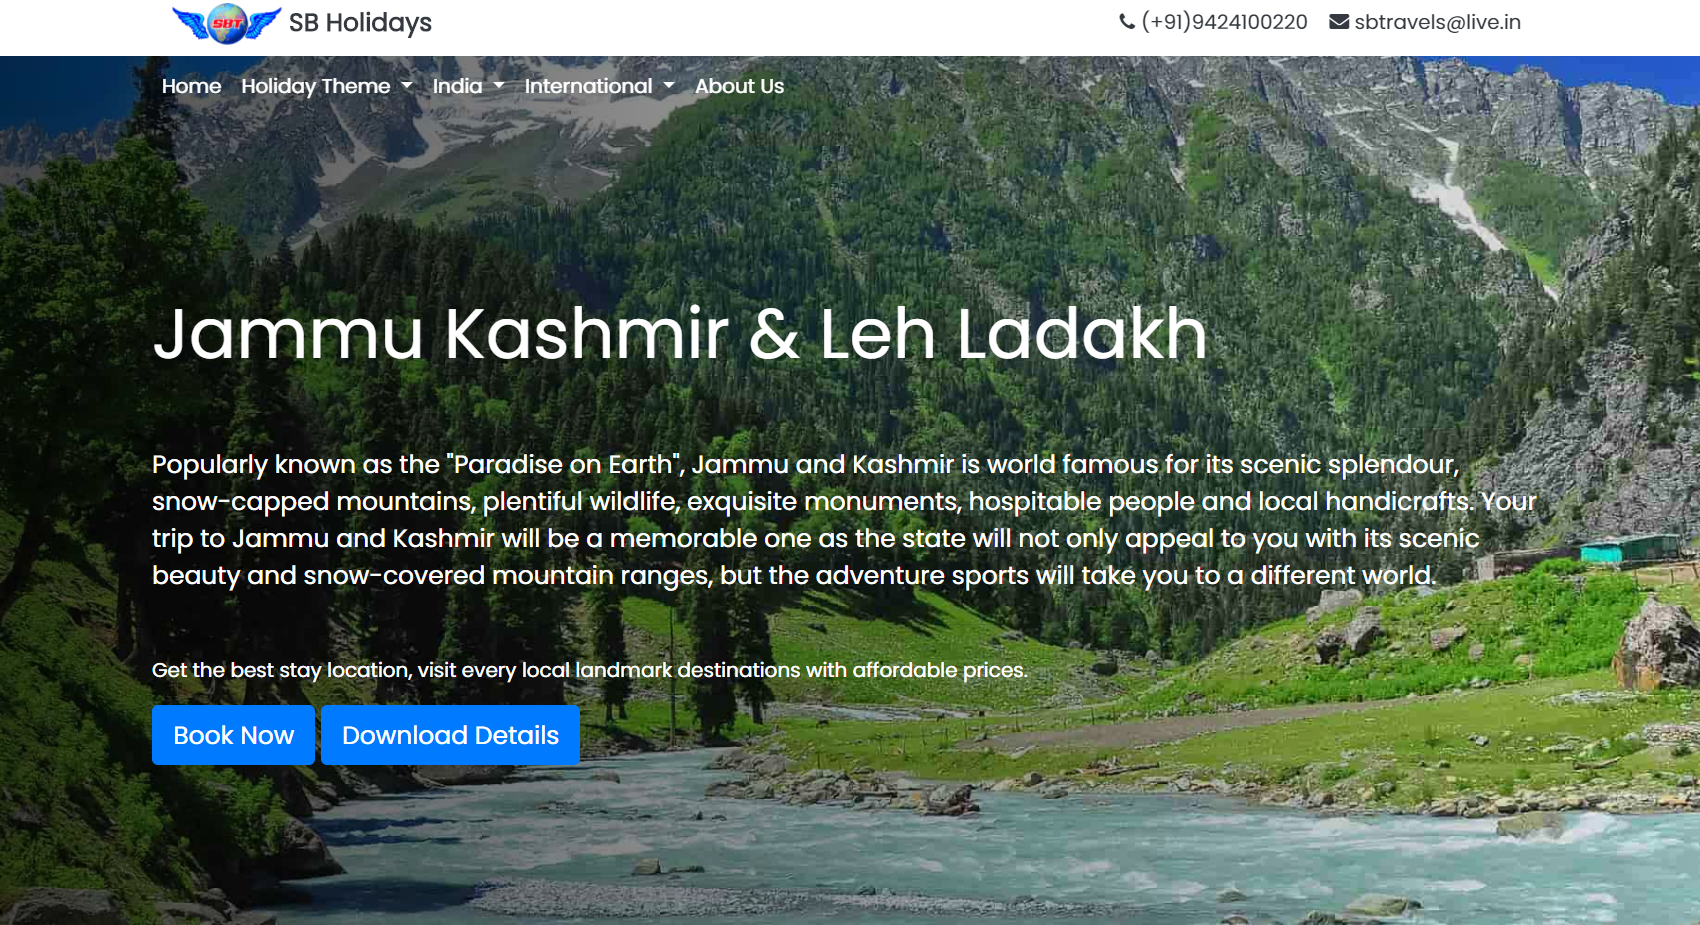 SBT SB Holidays
(+91)9424100220 sbtravels@live.in
Home Holiday Theme India International About Us
Jammu Kashmir & Leh Ladakh
Popularly known as the "Paradise on Earth", Jammu and Kashmir is world famous for its scenic splendour,
snow-capped mountains, plentiful wildlife, exquisite monuments, hospitable people and local handicrafts. Your
trip to Jammu and Kashmir will be a memorable one as the state will not only appeal to you with its scenic
beauty and snow-covered mountain ranges, but the adventure sports will take you to a different world.
Get the best stay location, visit every local landmark destinations with affordable prices.
Book Now Download Details